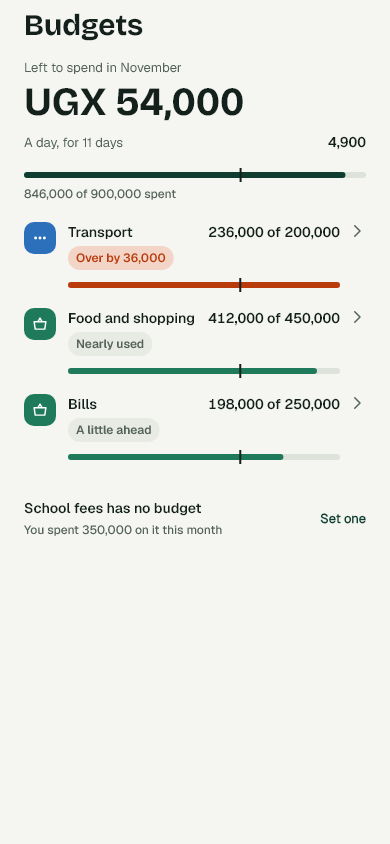 Budgets
Left to spend in November
UGX 54,000
A day, for 11 days 4,900
846,000 of 900,000 spent
Transport 236,000 of 200,000
Over by 36,000
Food and shopping 412,000 of 450,000
Nearly used
Bills 198,000 of 250,000
A little ahead
School fees has no budget
You spent 350,000 on it this month
Set one